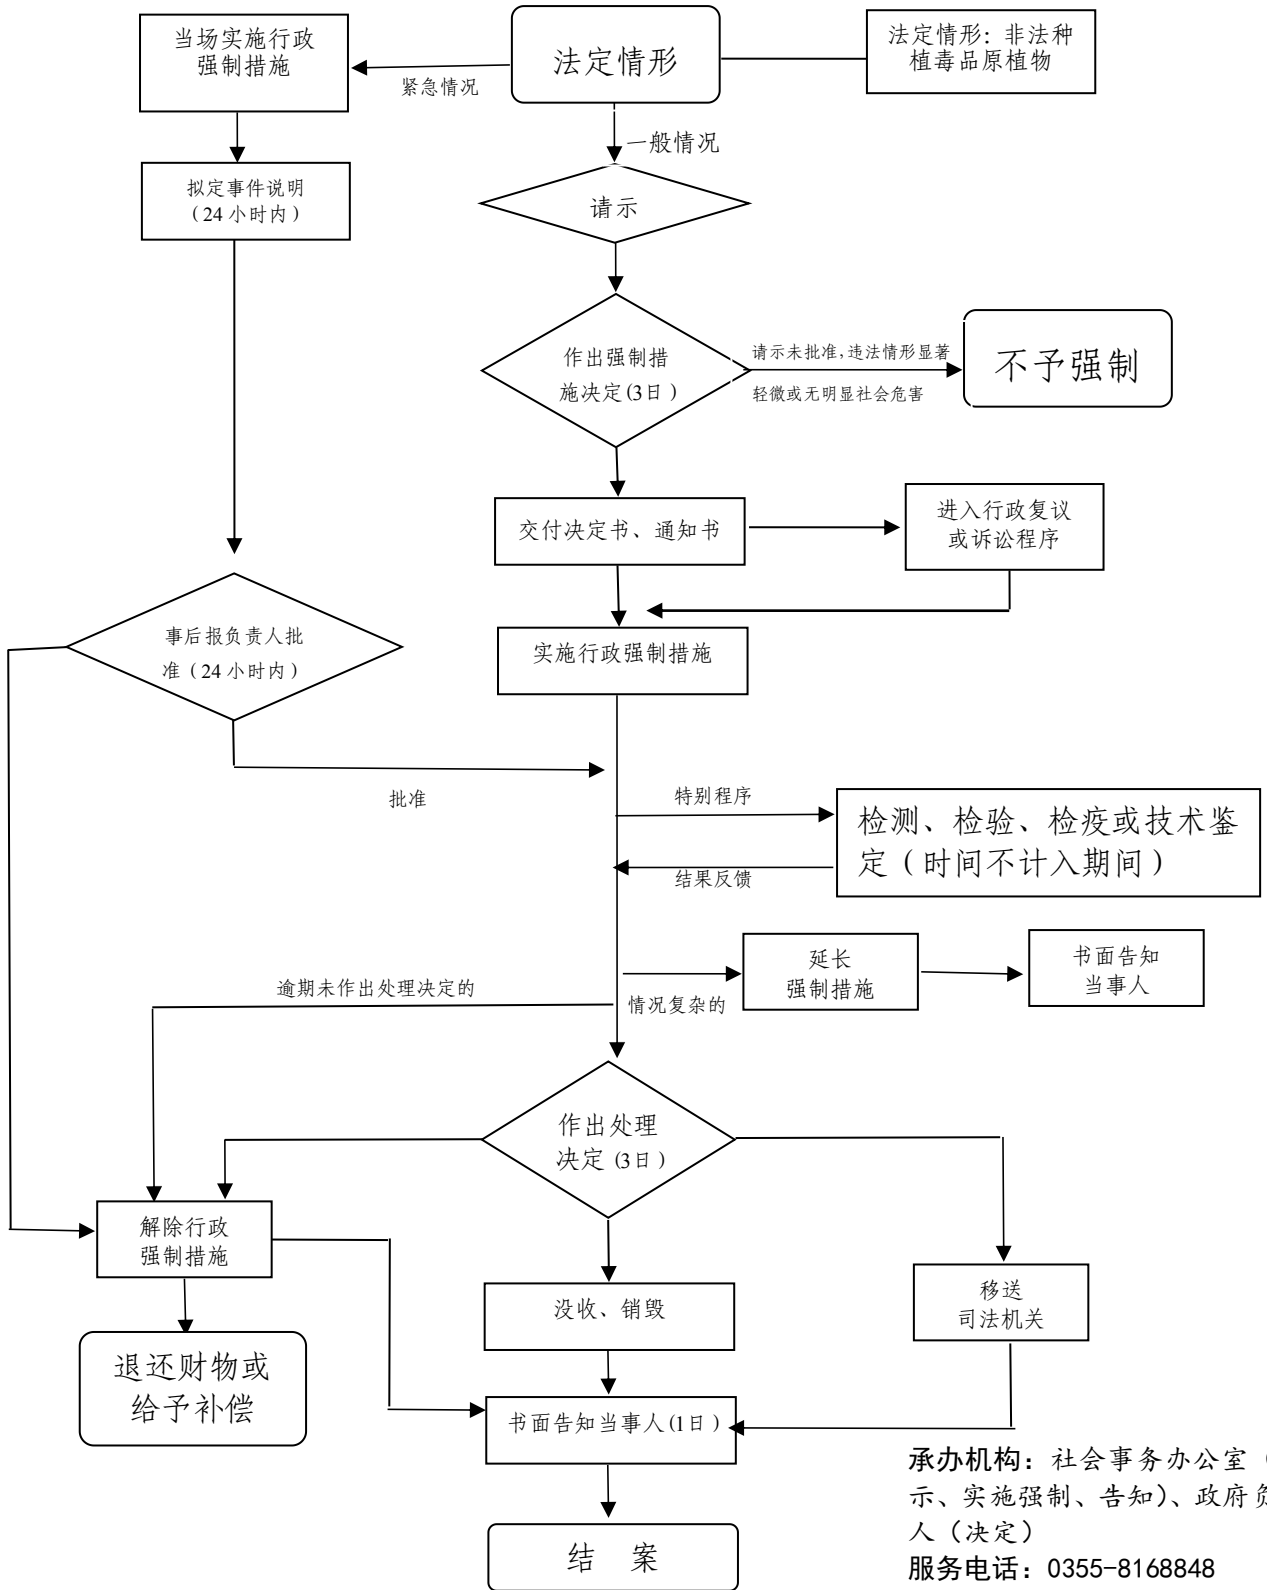 当场实施行政
强制措施
法定情形
法定情形：非法种
植毒品原植物
紧急情况
一般情况
拟定事件说明
（24小时内）
请示
作出强制措
施决定(3日）
请示未批准,违法情形显著
轻微或无明显社会危害
不予强制
交付决定书、通知书
进入行政复议
或诉讼程序
事后报负责人批
准（24小时内）
实施行政强制措施
批准
特别程序
检测、检验、检疫或技术鉴
定（时间不计入期间）
结果反馈
延长
强制措施
书面告知
当事人
逾期未作出处理决定的
情况复杂的
作出处理
决定(3日）
解除行政
强制措施
没收、销毁
移送
司法机关
退还财物或
给予补偿
书面告知当事人(1日）
结 案
承办机构：社会事务办公室（
示、实施强制、告知)、政府
人（决定）
服务电话：0355-8168848